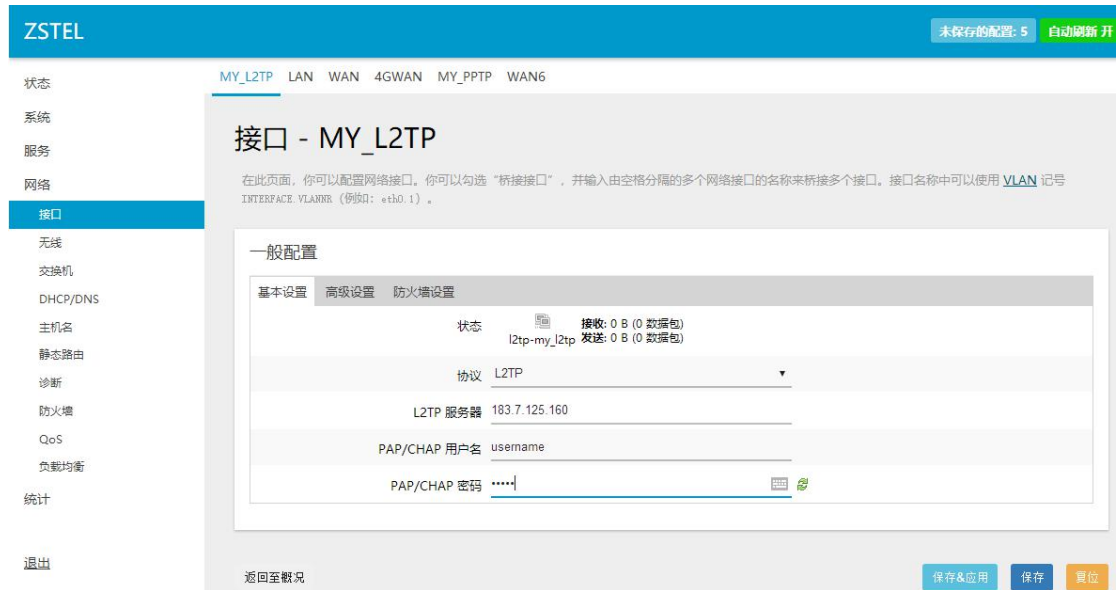 ZSTEL
未保存的配置: 5
自动刷新 开
状态
系统
服务
网络
接口
无线
交换机
DHCP/DNS
主机名
静态路由
诊断
防火墙
QoS
负载均衡
统计
退出
MY_L2TP LAN WAN 4GWAN MY_PPTP WAN6
接口 - MY_L2TP
在此页面，你可以配置网络接口。你可以勾选“桥接接口”，并输入由空格分隔的多个网络接口的名称来桥接多个接口。接口名称中可以使用 VLAN 记号
INTERFACE.VLANNR (例如: eth0.1) 。
一般配置
基本设置 高级设置 防火墙设置
状态
接收: 0 B (0 数据包)
l2tp-my_l2tp 发送: 0 B (0 数据包)
协议 L2TP
L2TP 服务器 183.7.125.160
PAP/CHAP 用户名 username
PAP/CHAP 密码 •••••
返回至概况
保存&应用 保存 复位